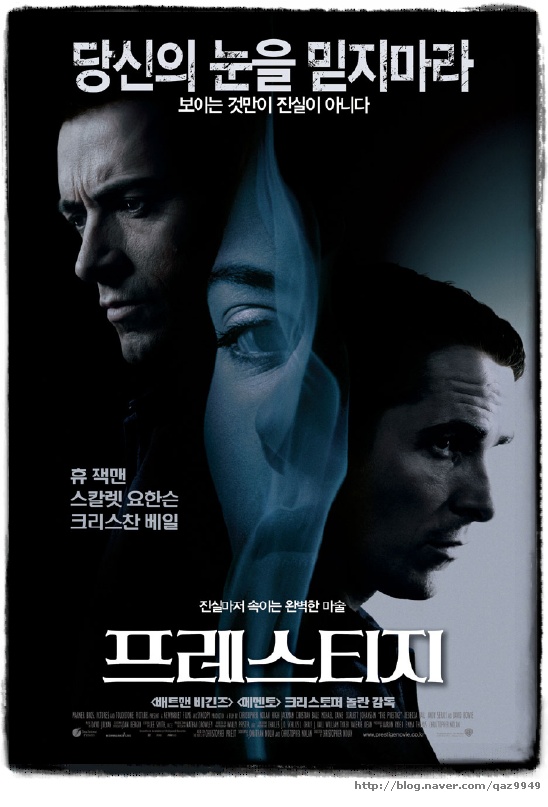 당신의 눈을 믿지마라
보이는 것만이 진실이 아니다
휴 잭맨
스칼렛 요한슨
크리스찬 베일
진실마저 속이는 완벽한 마술
프레스티지
<배트맨 비긴즈> <메멘토> 크리스토퍼 놀란 감독
http://blog.naver.com/qaz9949